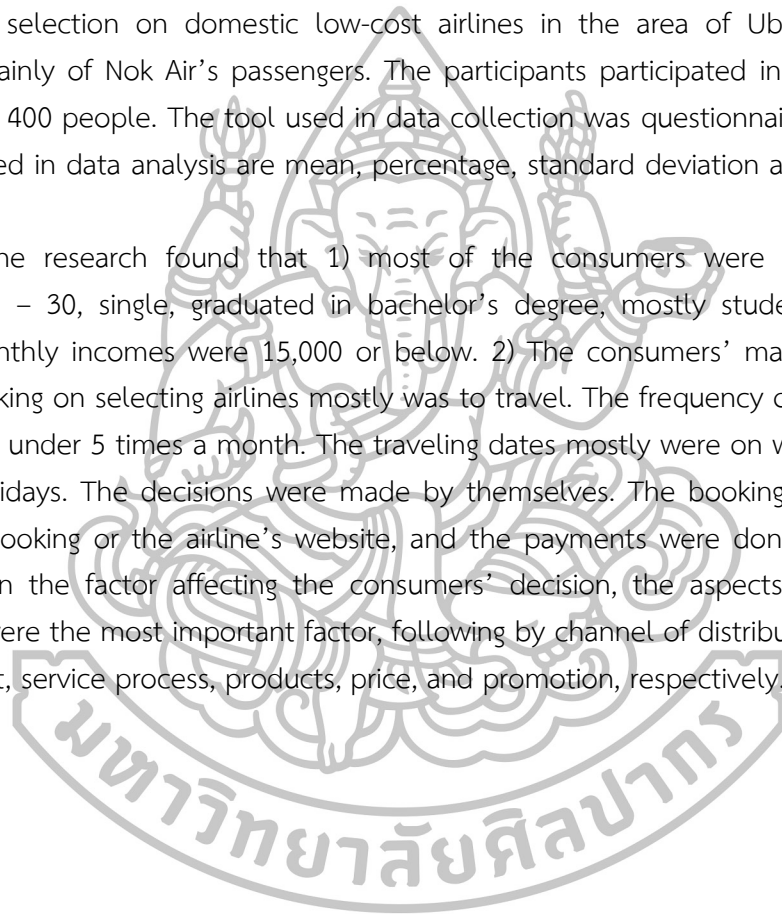 selection on domestic low-cost airlines in the area of Ub
ainly of Nok Air’s passengers. The participants participated in
400 people. The tool used in data collection was questionnai
ed in data analysis are mean, percentage, standard deviation a
ne research found that 1) most of the consumers were
– 30, single, graduated in bachelor’s degree, mostly stude
nthly incomes were 15,000 or below. 2) The consumers’ ma
king on selecting airlines mostly was to travel. The frequency o
under 5 times a month. The traveling dates mostly were on w
idays. The decisions were made by themselves. The booking
ooking or the airline’s website, and the payments were don
n the factor affecting the consumers’ decision, the aspects
vere the most important factor, following by channel of distribu
t, service process, products, price, and promotion, respectively.
มหาวิทยาลัยศิลปากร